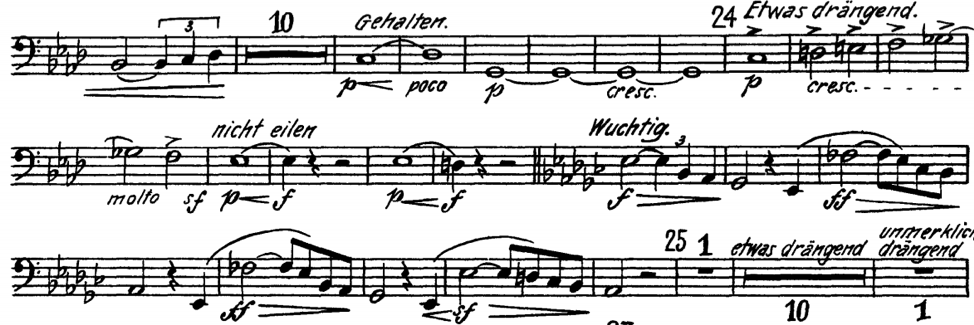 3 10 Gehalten. 24 Etwas drängend.
p poco p cresc. p cresc.
nicht eilen Wuchtig. 3
molto sf p f p f f ff
25 1 etwas drängend unmerklich drängend
ff sf 10 1